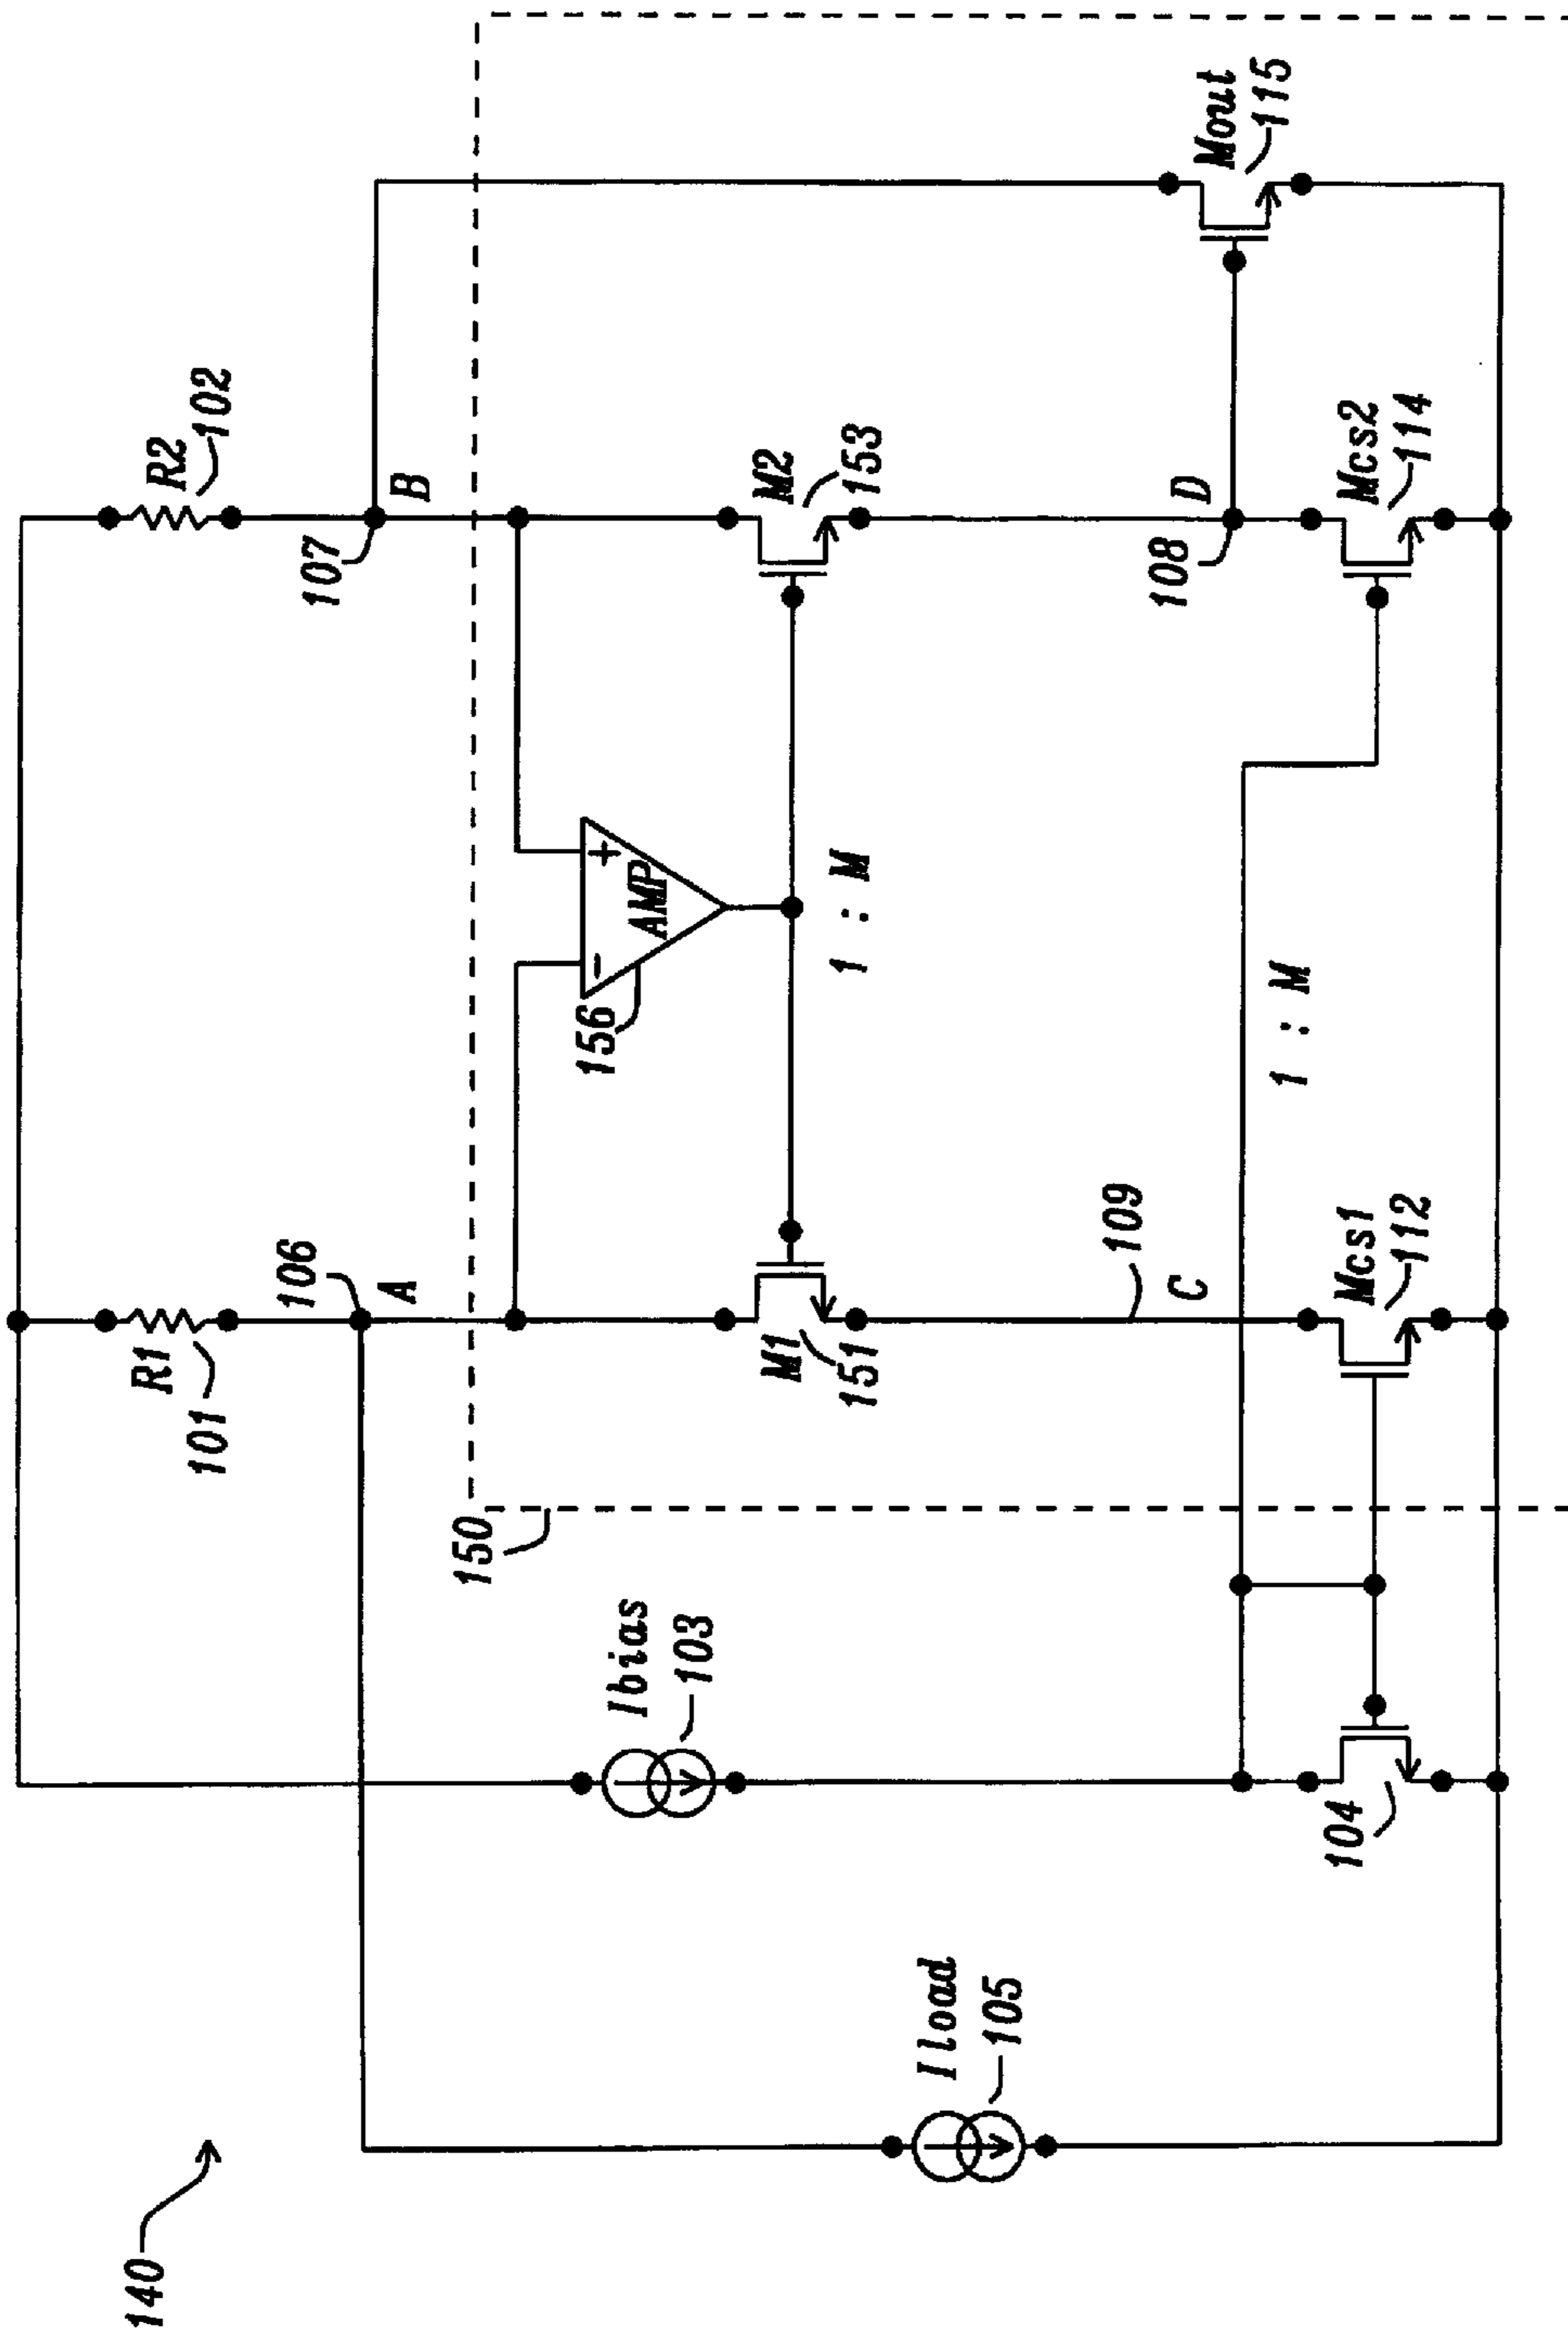 140
R1
101
R2
102
106
A
107
B
150
Ibias
103
AMP
-
+
156
M1
151
M2
153
1 : M
Iload
105
109
C
108
D
Mout
115
1 : M
104
Mcs1
112
Mcs2
114